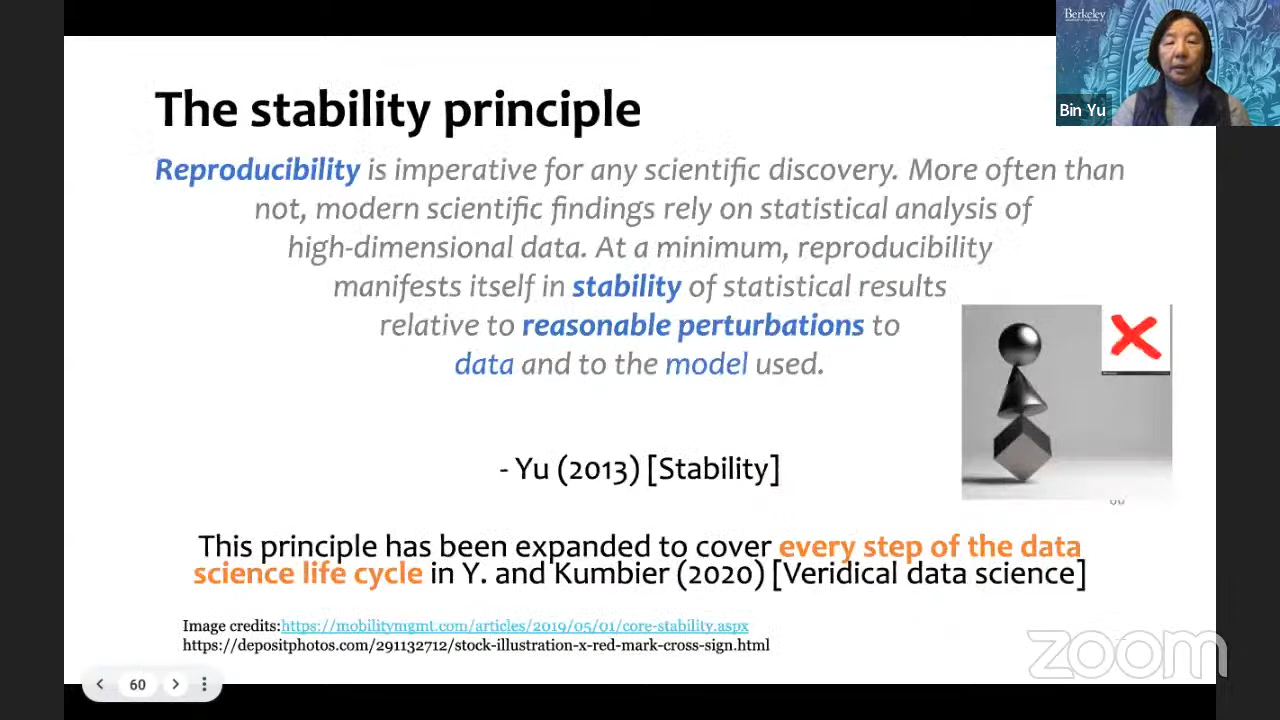 Berkeley
Bin Yu
The stability principle
Reproducibility is imperative for any scientific discovery. More often than
not, modern scientific findings rely on statistical analysis of
high-dimensional data. At a minimum, reproducibility
manifests itself in stability of statistical results
relative to reasonable perturbations to
data and to the model used.
- Yu (2013) [Stability]
This principle has been expanded to cover every step of the data
science life cycle in Y. and Kumbier (2020) [Veridical data science]
Image credits:https://mobilitymgmt.com/articles/2019/05/01/core-stability.aspx
https://depositphotos.com/291132712/stock-illustration-x-red-mark-cross-sign.html
60
zoom